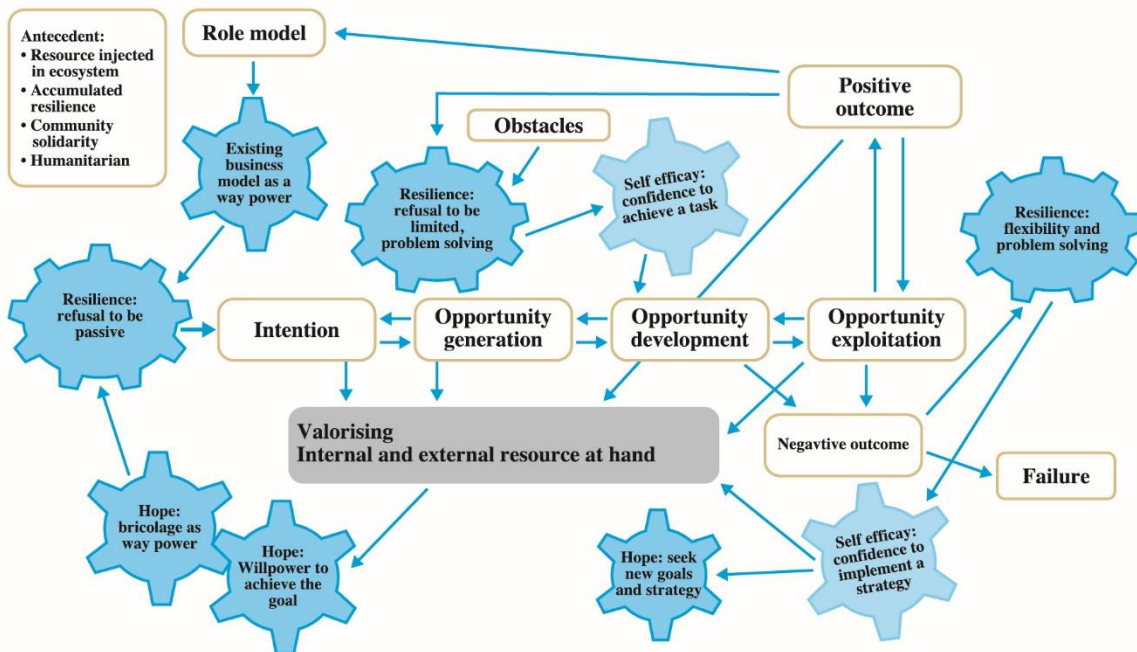 Antecedent:
• Resource injected
in ecosystem
• Accumulated
resilience
• Community
solidarity
• Humanitarian
Role model
Positive
outcome
Obstacles
Existing
business
model as a
way power
Resilience:
refusal to be
limited,
problem solving
Self efficay:
confidence to
achieve a task
Resilience:
flexibility and
problem solving
Resilience:
refusal to be
passive
Intention
Opportunity
generation
Opportunity
development
Opportunity
exploitation
Valorising
Internal and external resource at hand
Negavtive outcome
Failure
Hope:
bricolage as
way power
Hope:
Willpower to
achieve the
goal
Hope: seek
new goals
and strategy
Self efficay:
confidence to
implement a
strategy